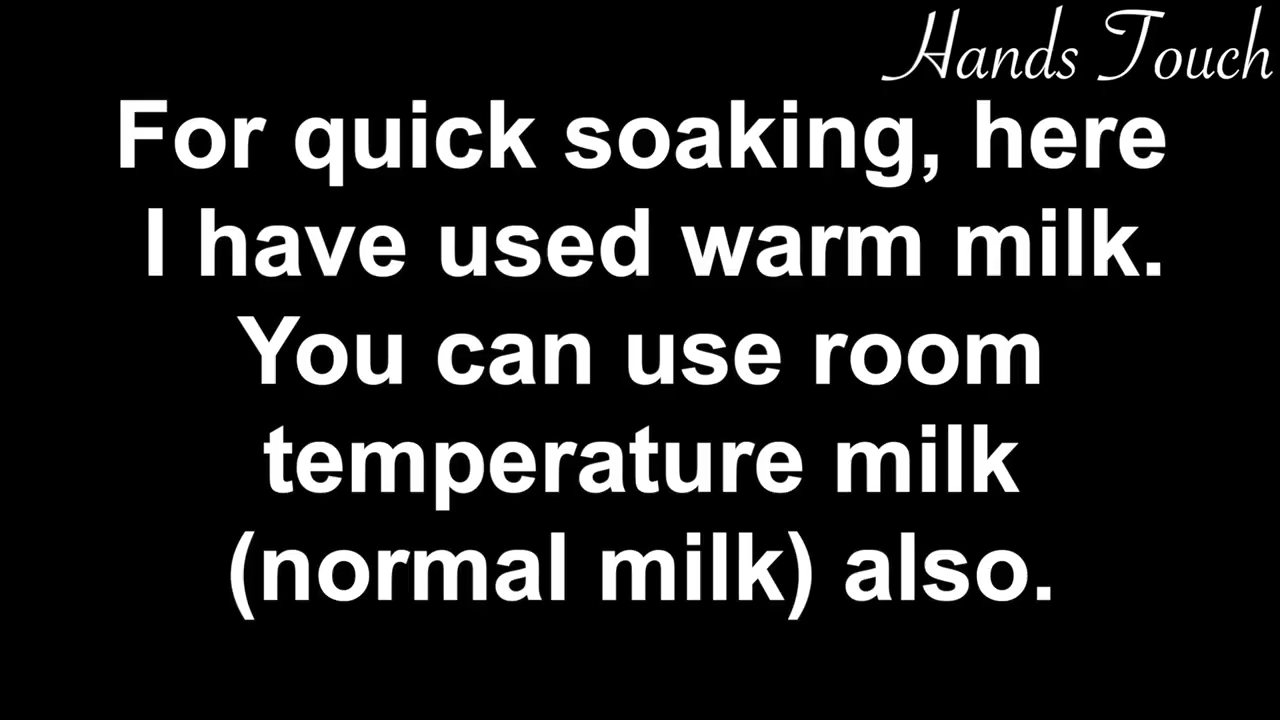 Hands Touch
For quick soaking, here
I have used warm milk.
You can use room
temperature milk
(normal milk) also.